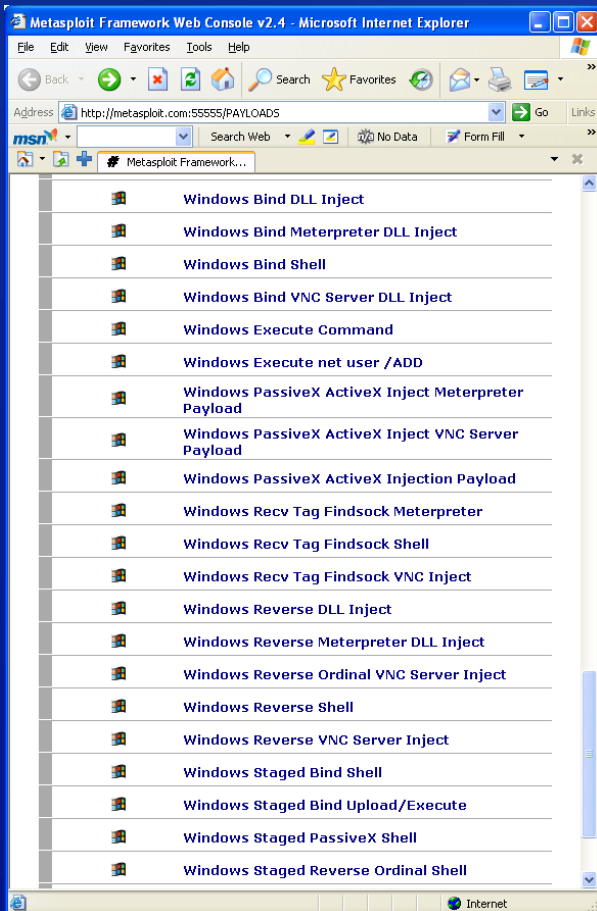 Metasploit Framework Web Console v2.4 - Microsoft Internet Explorer
File Edit View Favorites Tools Help
Back Search Favorites »
Address http://metasploit.com:55555/PAYLOADS Go Links
msn Search Web No Data Form Fill »
# Metasploit Framework...
Windows Bind DLL Inject
Windows Bind Meterpreter DLL Inject
Windows Bind Shell
Windows Bind VNC Server DLL Inject
Windows Execute Command
Windows Execute net user /ADD
Windows PassiveX ActiveX Inject Meterpreter
Payload
Windows PassiveX ActiveX Inject VNC Server
Payload
Windows PassiveX ActiveX Injection Payload
Windows Recv Tag Findsock Meterpreter
Windows Recv Tag Findsock Shell
Windows Recv Tag Findsock VNC Inject
Windows Reverse DLL Inject
Windows Reverse Meterpreter DLL Inject
Windows Reverse Ordinal VNC Server Inject
Windows Reverse Shell
Windows Reverse VNC Server Inject
Windows Staged Bind Shell
Windows Staged Bind Upload/Execute
Windows Staged PassiveX Shell
Windows Staged Reverse Ordinal Shell
Internet